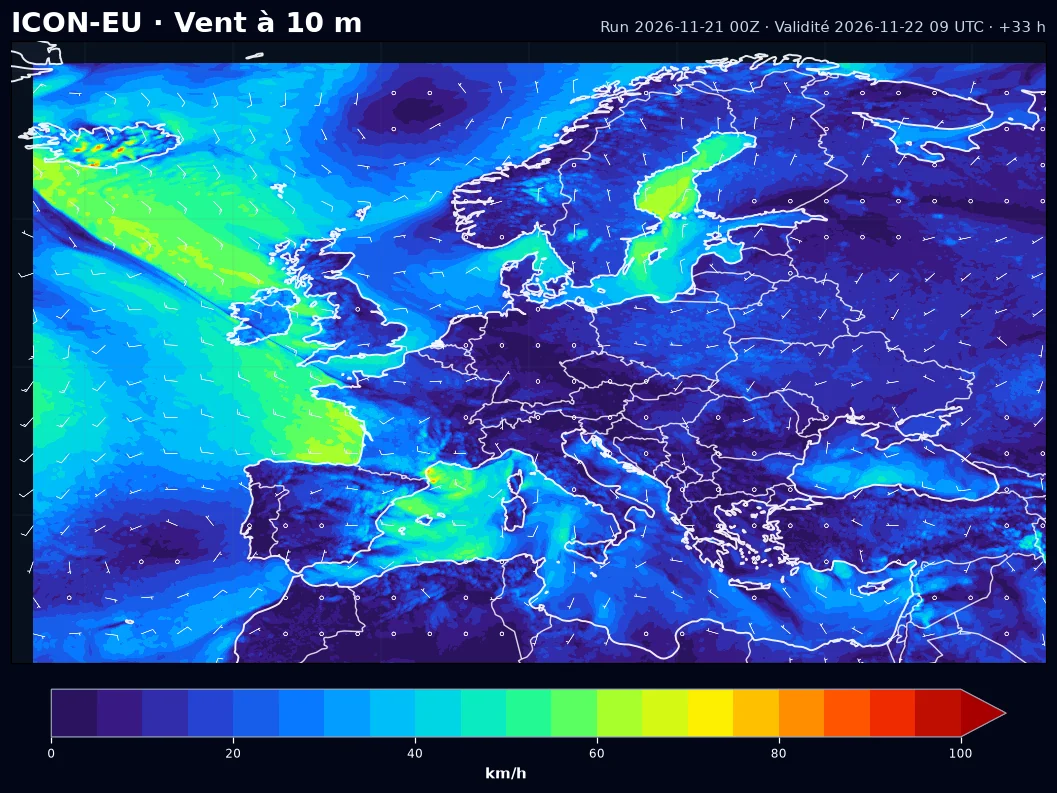 ICON-EU · Vent à 10 m
Run 2026-11-21 00Z · Validité 2026-11-22 09 UTC · +33 h
0 20 40 60 80 100
km/h